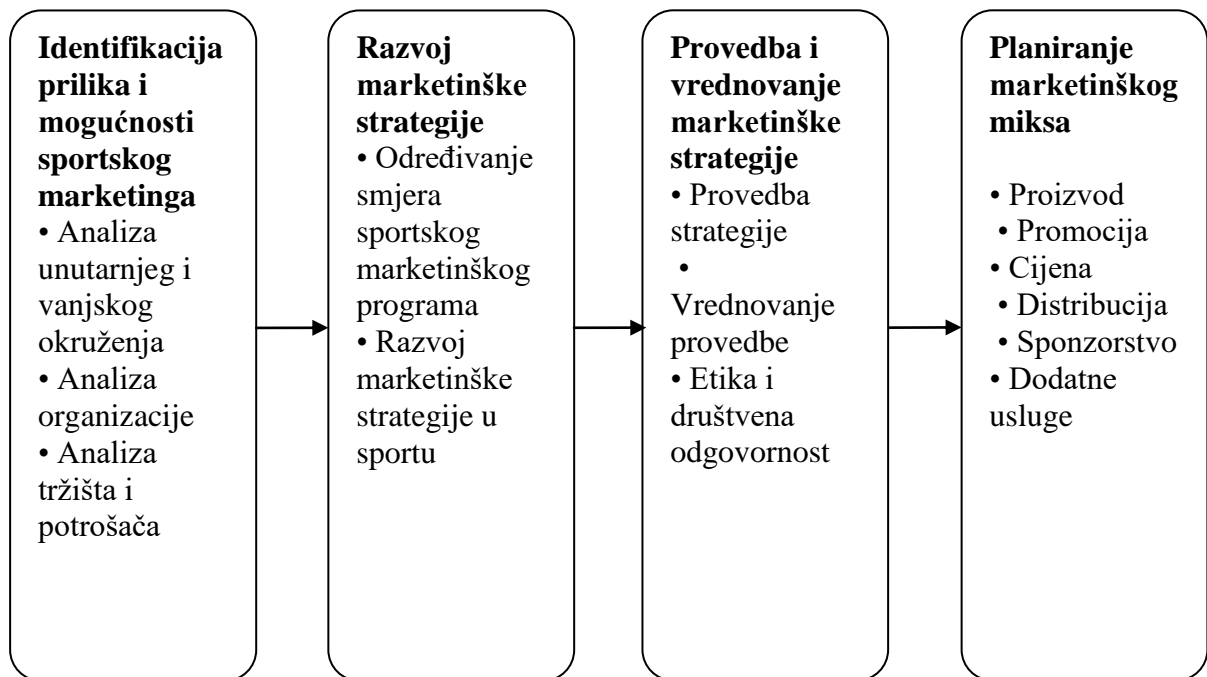 Identifikacija
prilika i
mogućnosti
sportskog
marketinga
• Analiza
unutarnjeg i
vanjskog
okruženja
• Analiza
organizacije
• Analiza
tržišta i
potrošača
Razvoj
marketinške
strategije
• Određivanje
smjera
sportskog
marketinškog
programa
• Razvoj
marketinške
strategije u
sportu
Provedba i
vrednovanje
marketinške
strategije
• Provedba
strategije
•
Vrednovanje
provedbe
• Etika i
društvena
odgovornost
Planiranje
marketinškog
miksa
• Proizvod
• Promocija
• Cijena
• Distribucija
• Sponzorstvo
• Dodatne
usluge